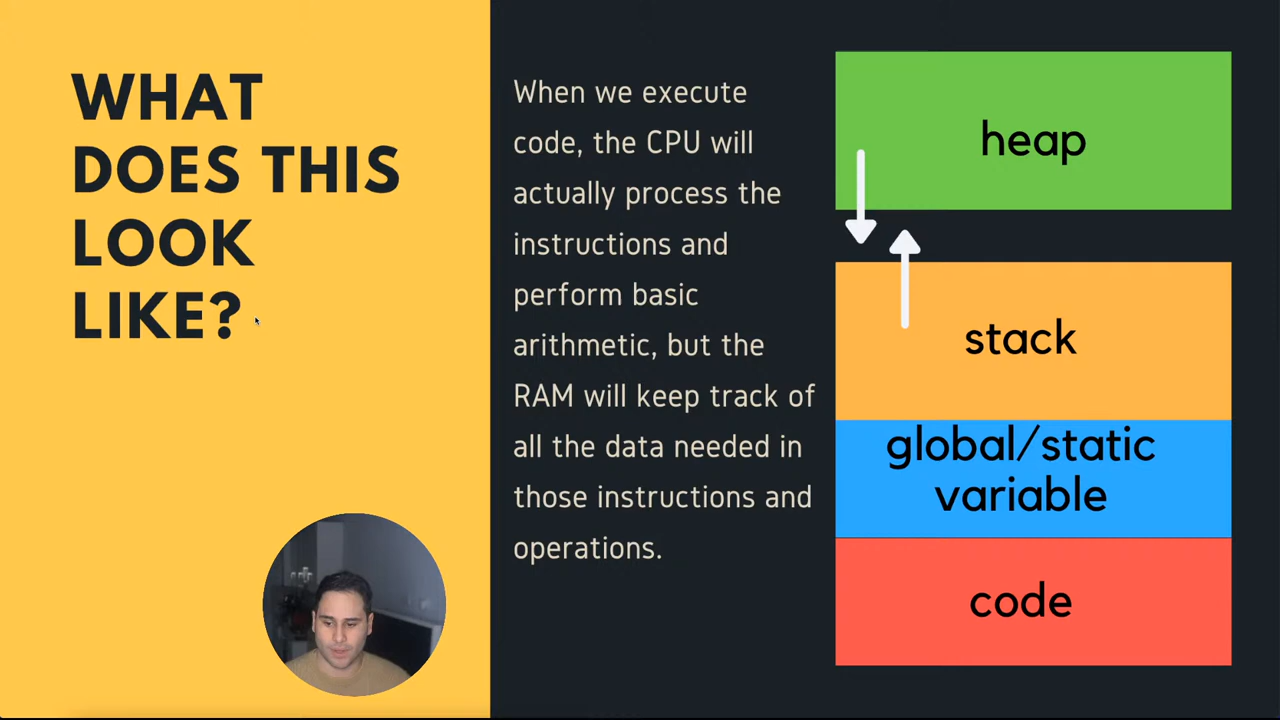 WHAT
DOES THIS
LOOK
LIKE?
When we execute
code, the CPU will
actually process the
instructions and
perform basic
arithmetic, but the
RAM will keep track of
all the data needed in
those instructions and
operations.
heap
stack
global/static
variable
code